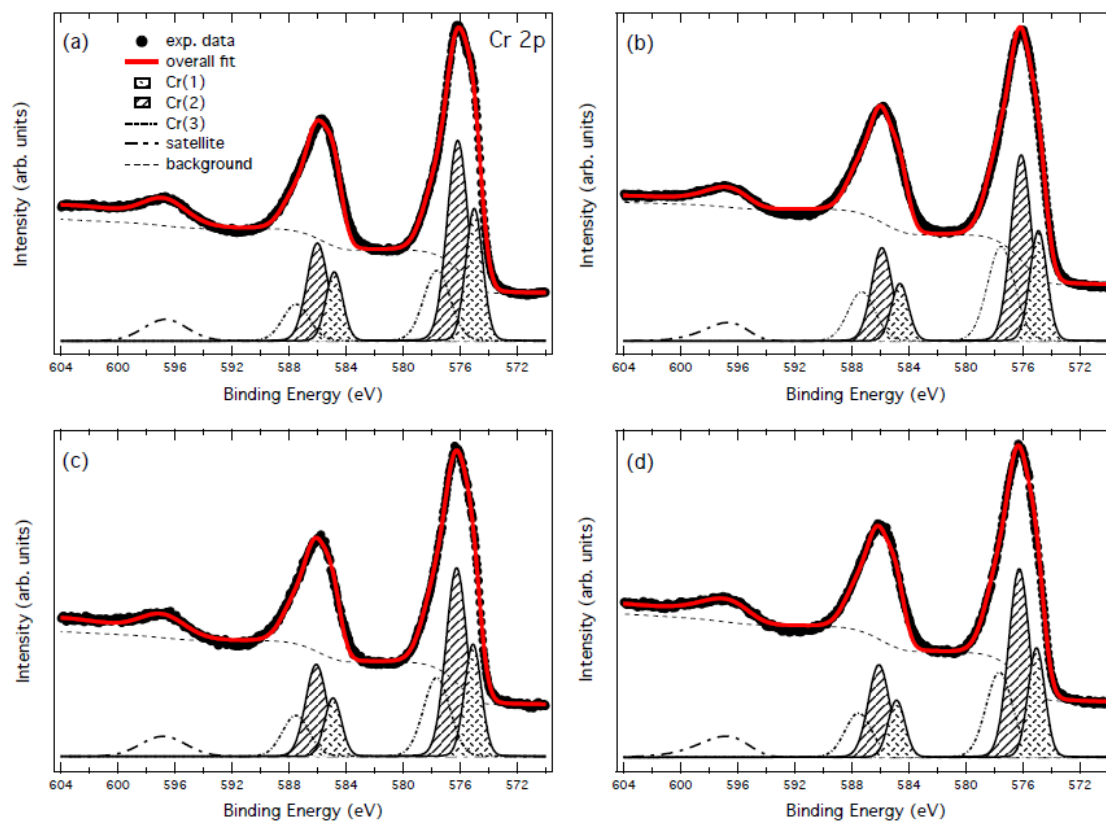 (a)
Cr 2p
exp. data
overall fit
Cr(1)
Cr(2)
Cr(3)
satellite
background
Intensity (arb. units)
604 600 596 592 588 584 580 576 572
Binding Energy (eV)
(b)
Intensity (arb. units)
604 600 596 592 588 584 580 576 572
Binding Energy (eV)
(c)
Intensity (arb. units)
604 600 596 592 588 584 580 576 572
Binding Energy (eV)
(d)
Intensity (arb. units)
604 600 596 592 588 584 580 576 572
Binding Energy (eV)